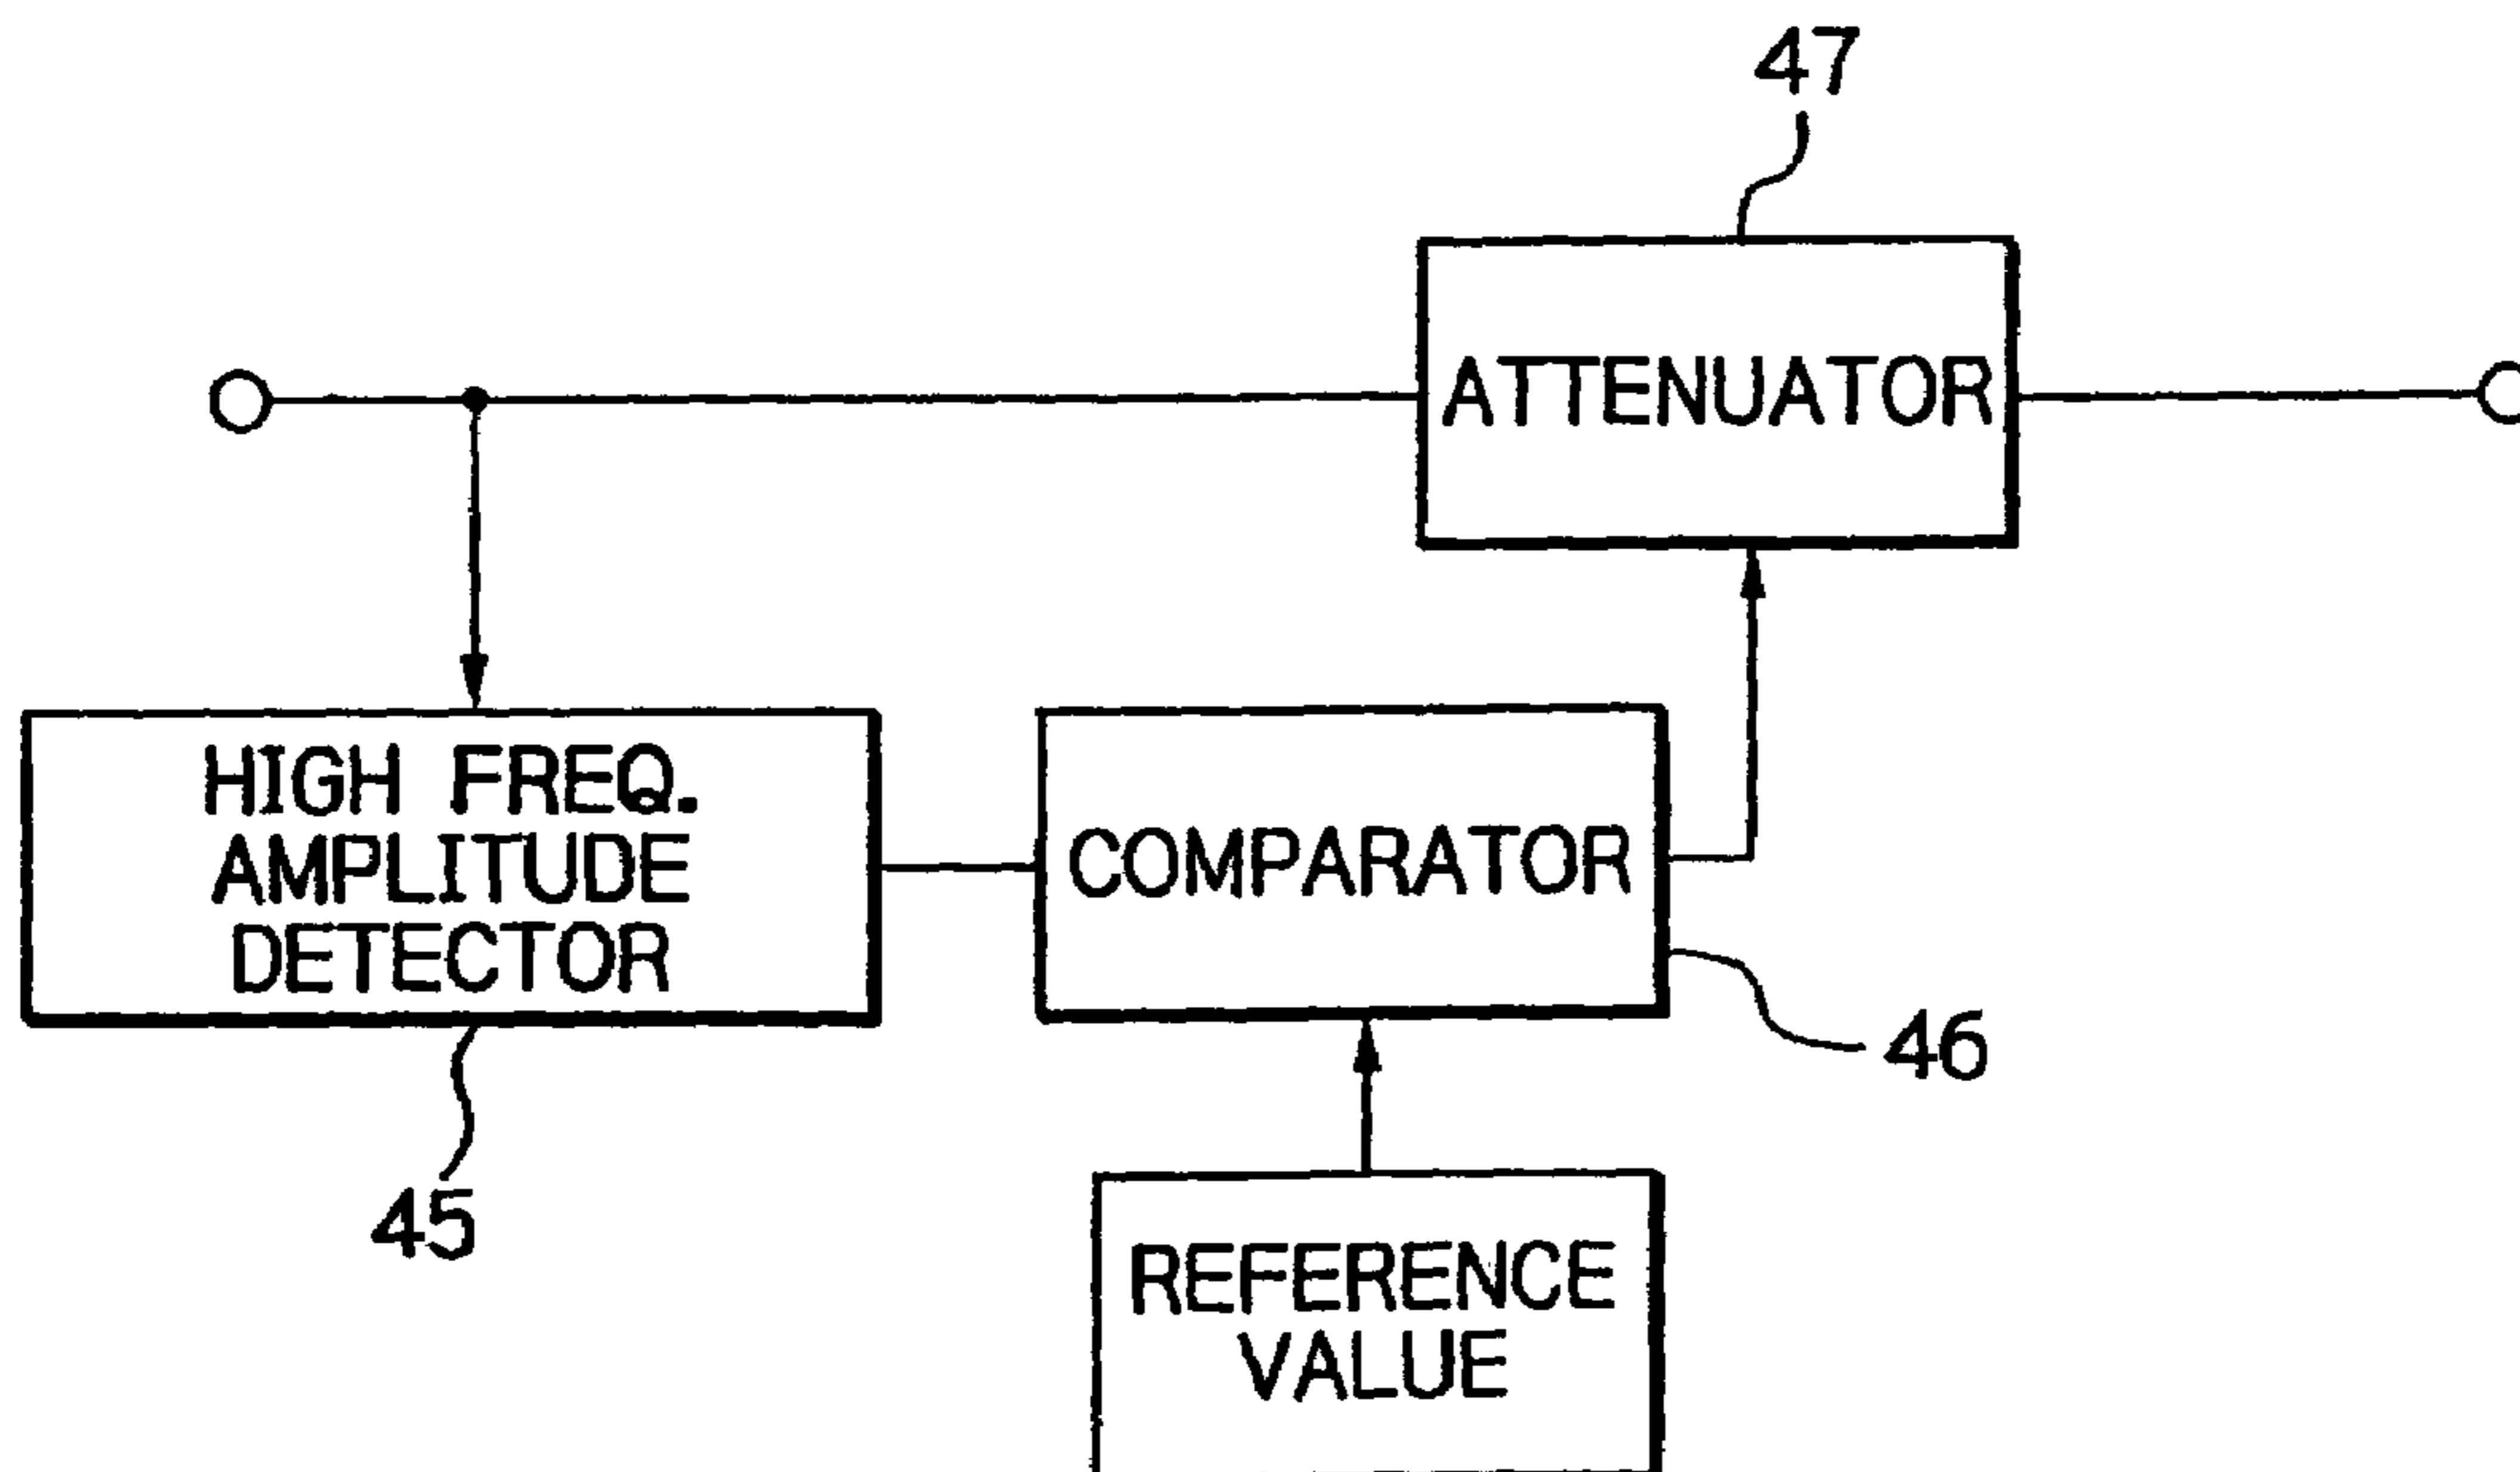 47
ATTENUATOR
HIGH FREQ.
AMPLITUDE
DETECTOR
COMPARATOR
46
45
REFERENCE
VALUE